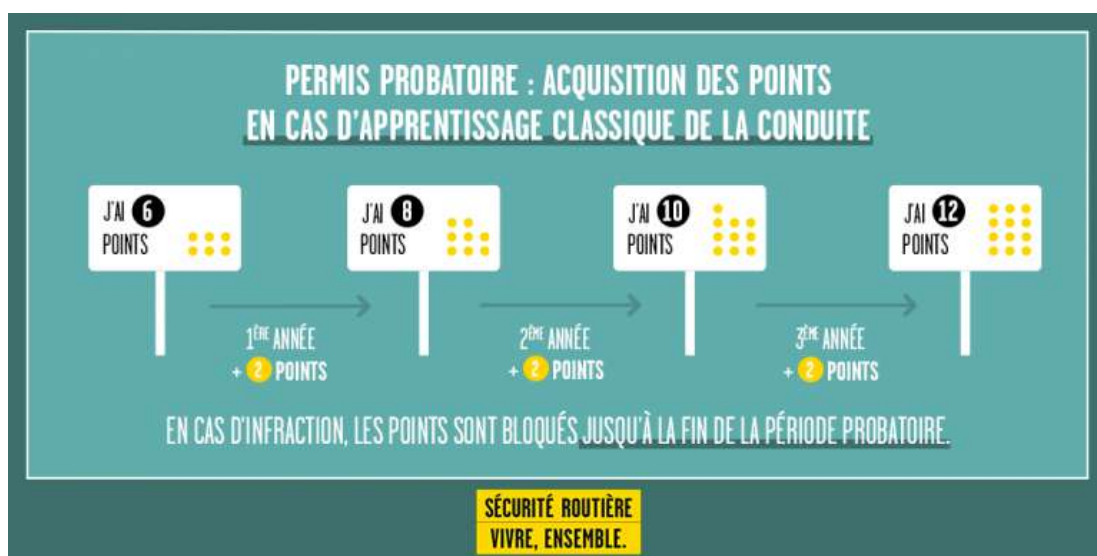 PERMIS PROBATOIRE : ACQUISITION DES POINTS
EN CAS D'APPRENTISSAGE CLASSIQUE DE LA CONDUITE
J'AI 6
POINTS
J'AI 8
POINTS
J'AI 10
POINTS
J'AI 12
POINTS
1ÈRE ANNÉE
+ 2 POINTS
2ÈME ANNÉE
+ 2 POINTS
3ÈME ANNÉE
+ 2 POINTS
EN CAS D'INFRACTION, LES POINTS SONT BLOQUÉS JUSQU'À LA FIN DE LA PÉRIODE PROBATOIRE.
SÉCURITÉ ROUTIÈRE
VIVRE, ENSEMBLE.